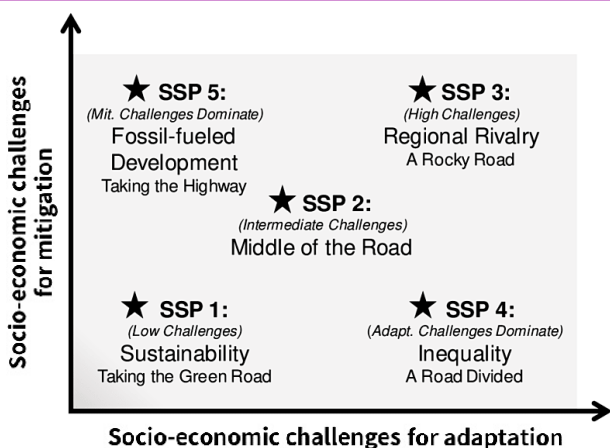 Socio-economic challenges
for mitigation
SSP 5:
(Mit. Challenges Dominate)
Fossil-fueled
Development
Taking the Highway
SSP 3:
(High Challenges)
Regional Rivalry
A Rocky Road
SSP 2:
(Intermediate Challenges)
Middle of the Road
SSP 1:
(Low Challenges)
Sustainability
Taking the Green Road
SSP 4:
(Adapt. Challenges Dominate)
Inequality
A Road Divided
Socio-economic challenges for adaptation